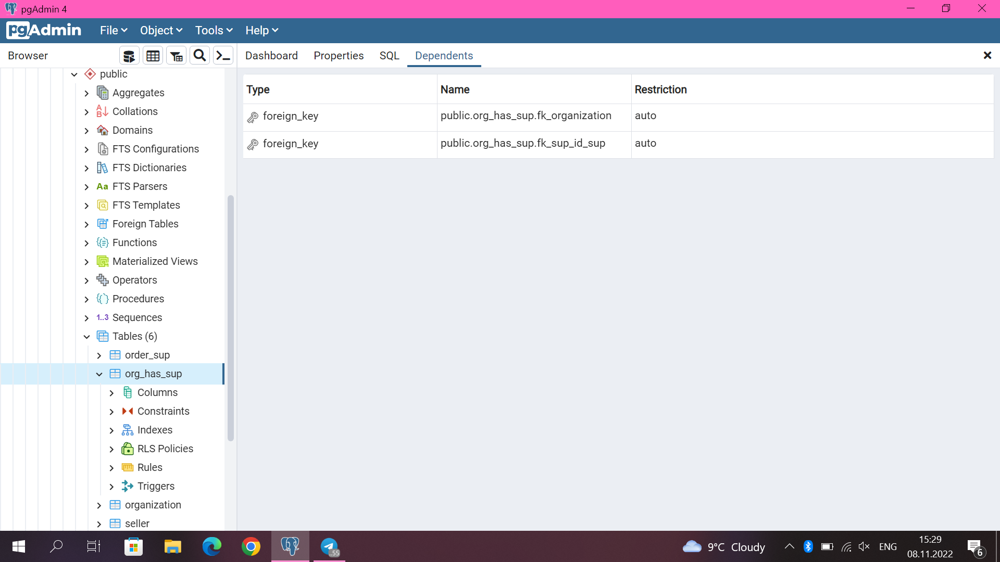 pgAdmin 4
pgAdmin File Object Tools Help
Browser
Dashboard Properties SQL Dependents
public
Aggregates
Collations
Domains
FTS Configurations
FTS Dictionaries
Aa FTS Parsers
FTS Templates
Foreign Tables
Functions
Materialized Views
Operators
Procedures
1..3 Sequences
Tables (6)
order_sup
org_has_sup
Columns
Constraints
Indexes
RLS Policies
Rules
Triggers
organization
seller
Type Name Restriction
foreign_key public.org_has_sup.fk_organization auto
foreign_key public.org_has_sup.fk_sup_id_sup auto
..55
9°C Cloudy
ENG
15:29
08.11.2022
6